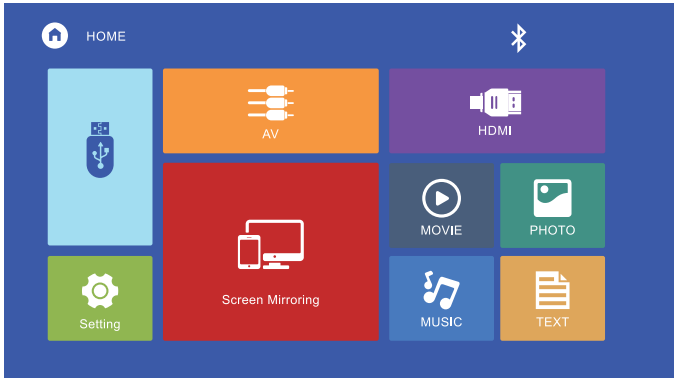 HOME
AV
HDMI
MOVIE
PHOTO
Screen Mirroring
Setting
MUSIC
TEXT